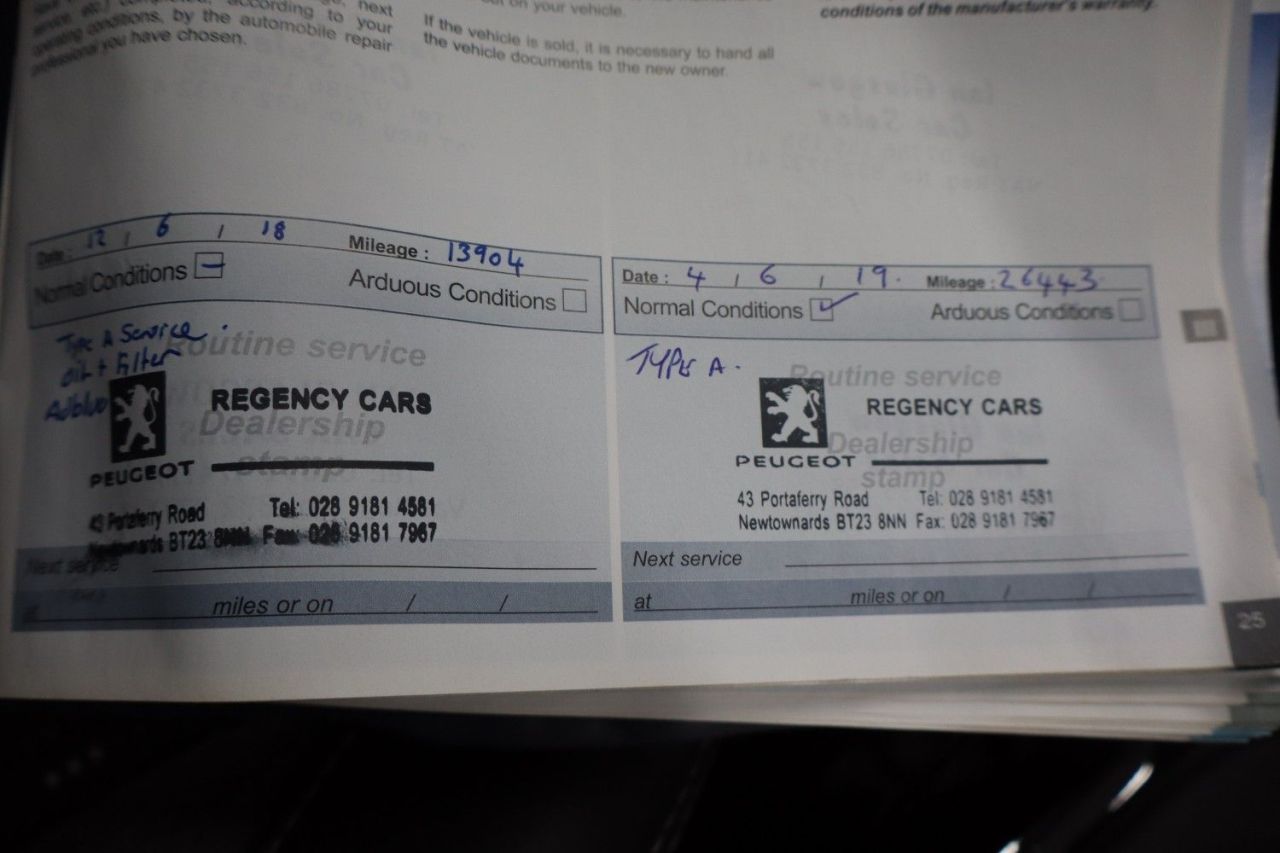 next
service, etc.) according to your
operating conditions, by the automobile repair
professional you have chosen.
on your vehicle.
If the vehicle is sold, it is necessary to hand all
the vehicle documents to the new owner.
conditions of the manufacturer's warranty.
Date : 12 / 6 / 18 Mileage : 13904
Normal Conditions Arduous Conditions
Type A Service .
oil + Filter
Adblue
Routine service
Dealership
stamp
REGENCY CARS
PEUGEOT
43 Portaferry Road Tel: 028 9181 4581
Newtownards BT23 8NN Fax: 028 9181 7967
Next service
at miles or on / /
Date : 4 / 6 / 19. Mileage : 26443
Normal Conditions Arduous Conditions
TYPE A.
Routine service
Dealership
stamp
REGENCY CARS
PEUGEOT
43 Portaferry Road Tel: 028 9181 4581
Newtownards BT23 8NN Fax: 028 9181 7967
Next service
at miles or on / /
25